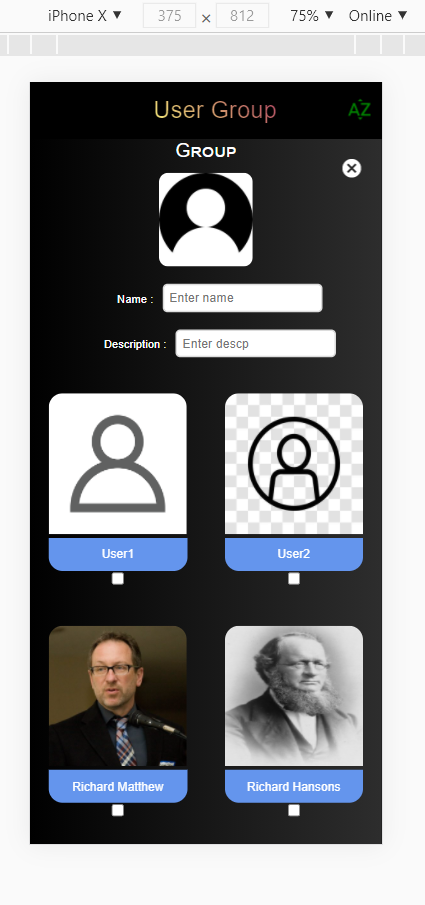 iPhone X ▼ 375 × 812 75% ▼ Online ▼
User Group AZ
Group
Name : Enter name
Description : Enter descp
User1 User2
Richard Matthew Richard Hansons